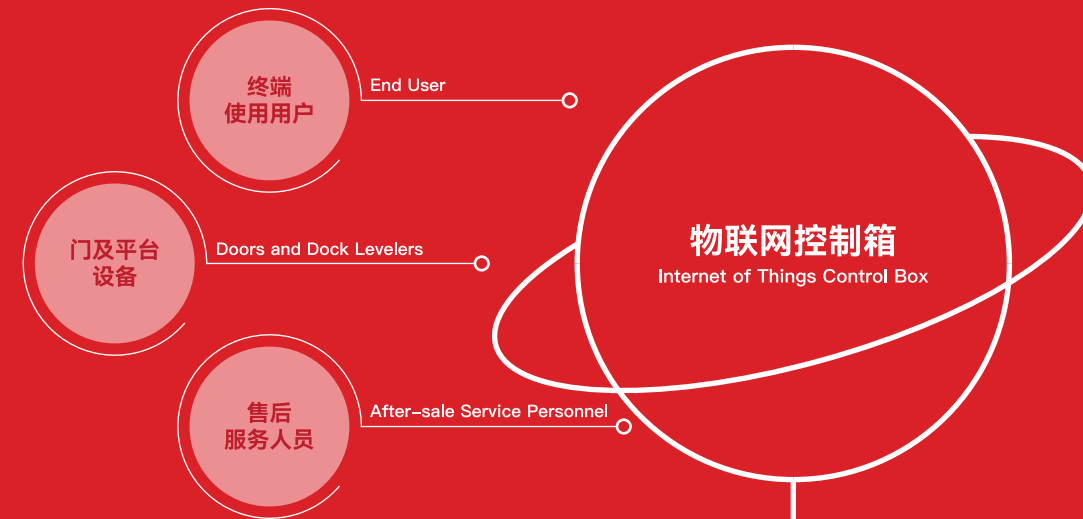 终端
使用用户
End User
门及平台
设备
Doors and Dock Levelers
物联网控制箱
Internet of Things Control Box
售后
服务人员
After-sale Service Personnel